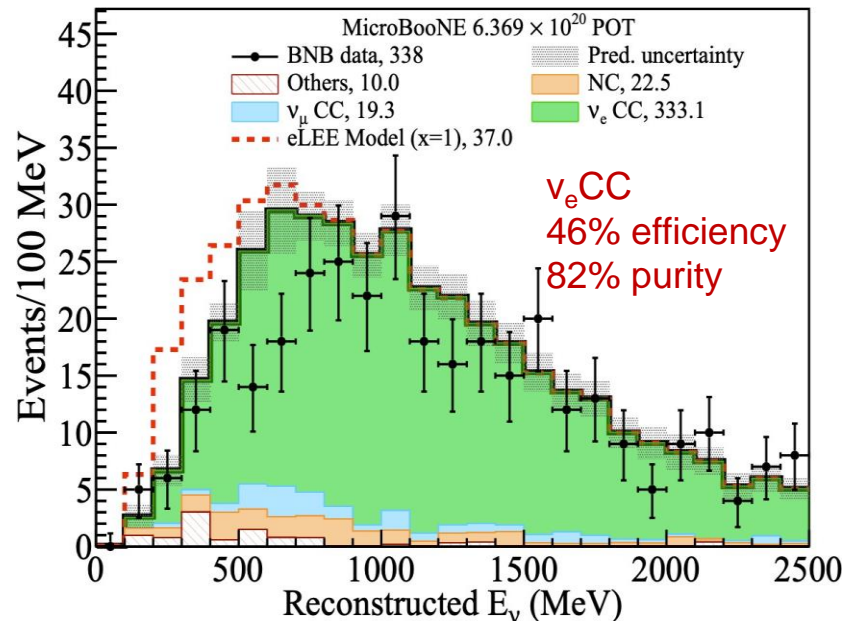 MicroBooNE 6.369 × 10²⁰ POT
BNB data, 338 Pred. uncertainty
Others, 10.0 NC, 22.5
νμ CC, 19.3 νe CC, 333.1
eLEE Model (x=1), 37.0
νeCC
46% efficiency
82% purity
Events/100 MeV
45
40
35
30
25
20
15
10
5
0
0 500 1000 1500 2000 2500
Reconstructed Eν (MeV)